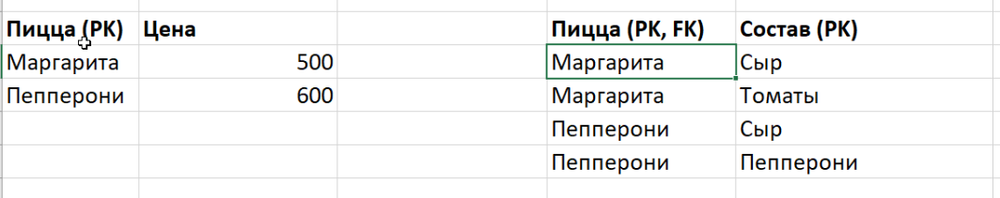 Пицца (PK) Цена Пицца (PK, FK) Состав (PK)
Маргарита 500 Маргарита Сыр
Пепперони 600 Маргарита Томаты
Пепперони Сыр
Пепперони Пепперони